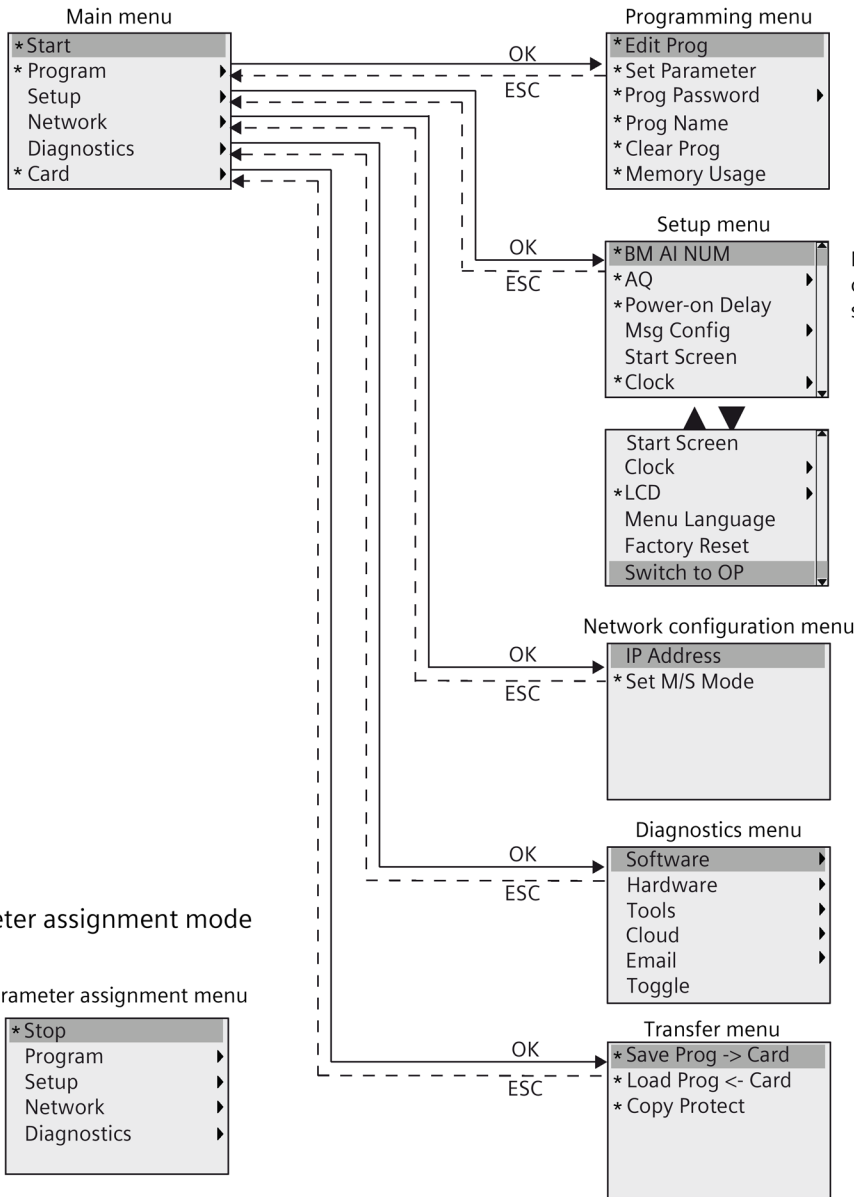 Main menu
*Start
* Program
Setup
Network
Diagnostics
* Card
OK
ESC
Programming menu
*Edit Prog
*Set Parameter
*Prog Password
*Prog Name
*Clear Prog
*Memory Usage
OK
ESC
Setup menu
*BM AI NUM
*AQ
*Power-on Delay
Msg Config
Start Screen
*Clock
Start Screen
Clock
*LCD
Menu Language
Factory Reset
Switch to OP
OK
ESC
Network configuration menu
IP Address
*Set M/S Mode
OK
ESC
Diagnostics menu
Software
Hardware
Tools
Cloud
Email
Toggle
assignment mode
assignment menu
*Stop
Program
Setup
Network
Diagnostics
OK
ESC
Transfer menu
*Save Prog -> Card
* Load Prog <- Card
* Copy Protect